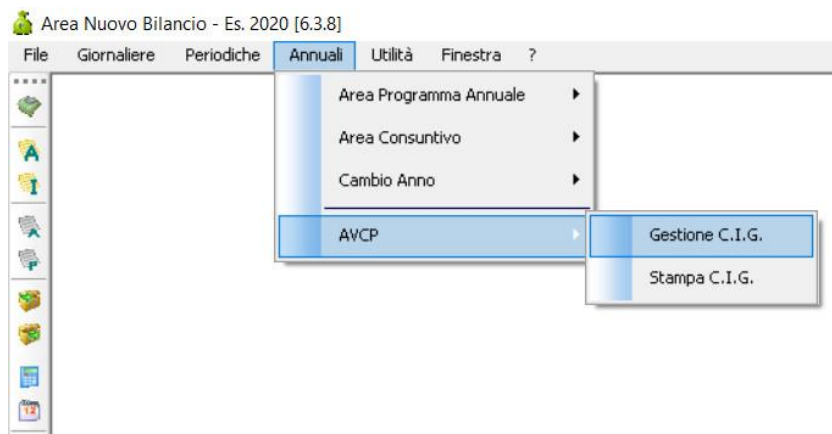 Area Nuovo Bilancio - Es. 2020 [6.3.8]
File Giornaliere Periodiche Annuali Utilità Finestra ?
Area Programma Annuale
Area Consuntivo
Cambio Anno
AVCP
Gestione C.I.G.
Stampa C.I.G.
A
I
A
P
12